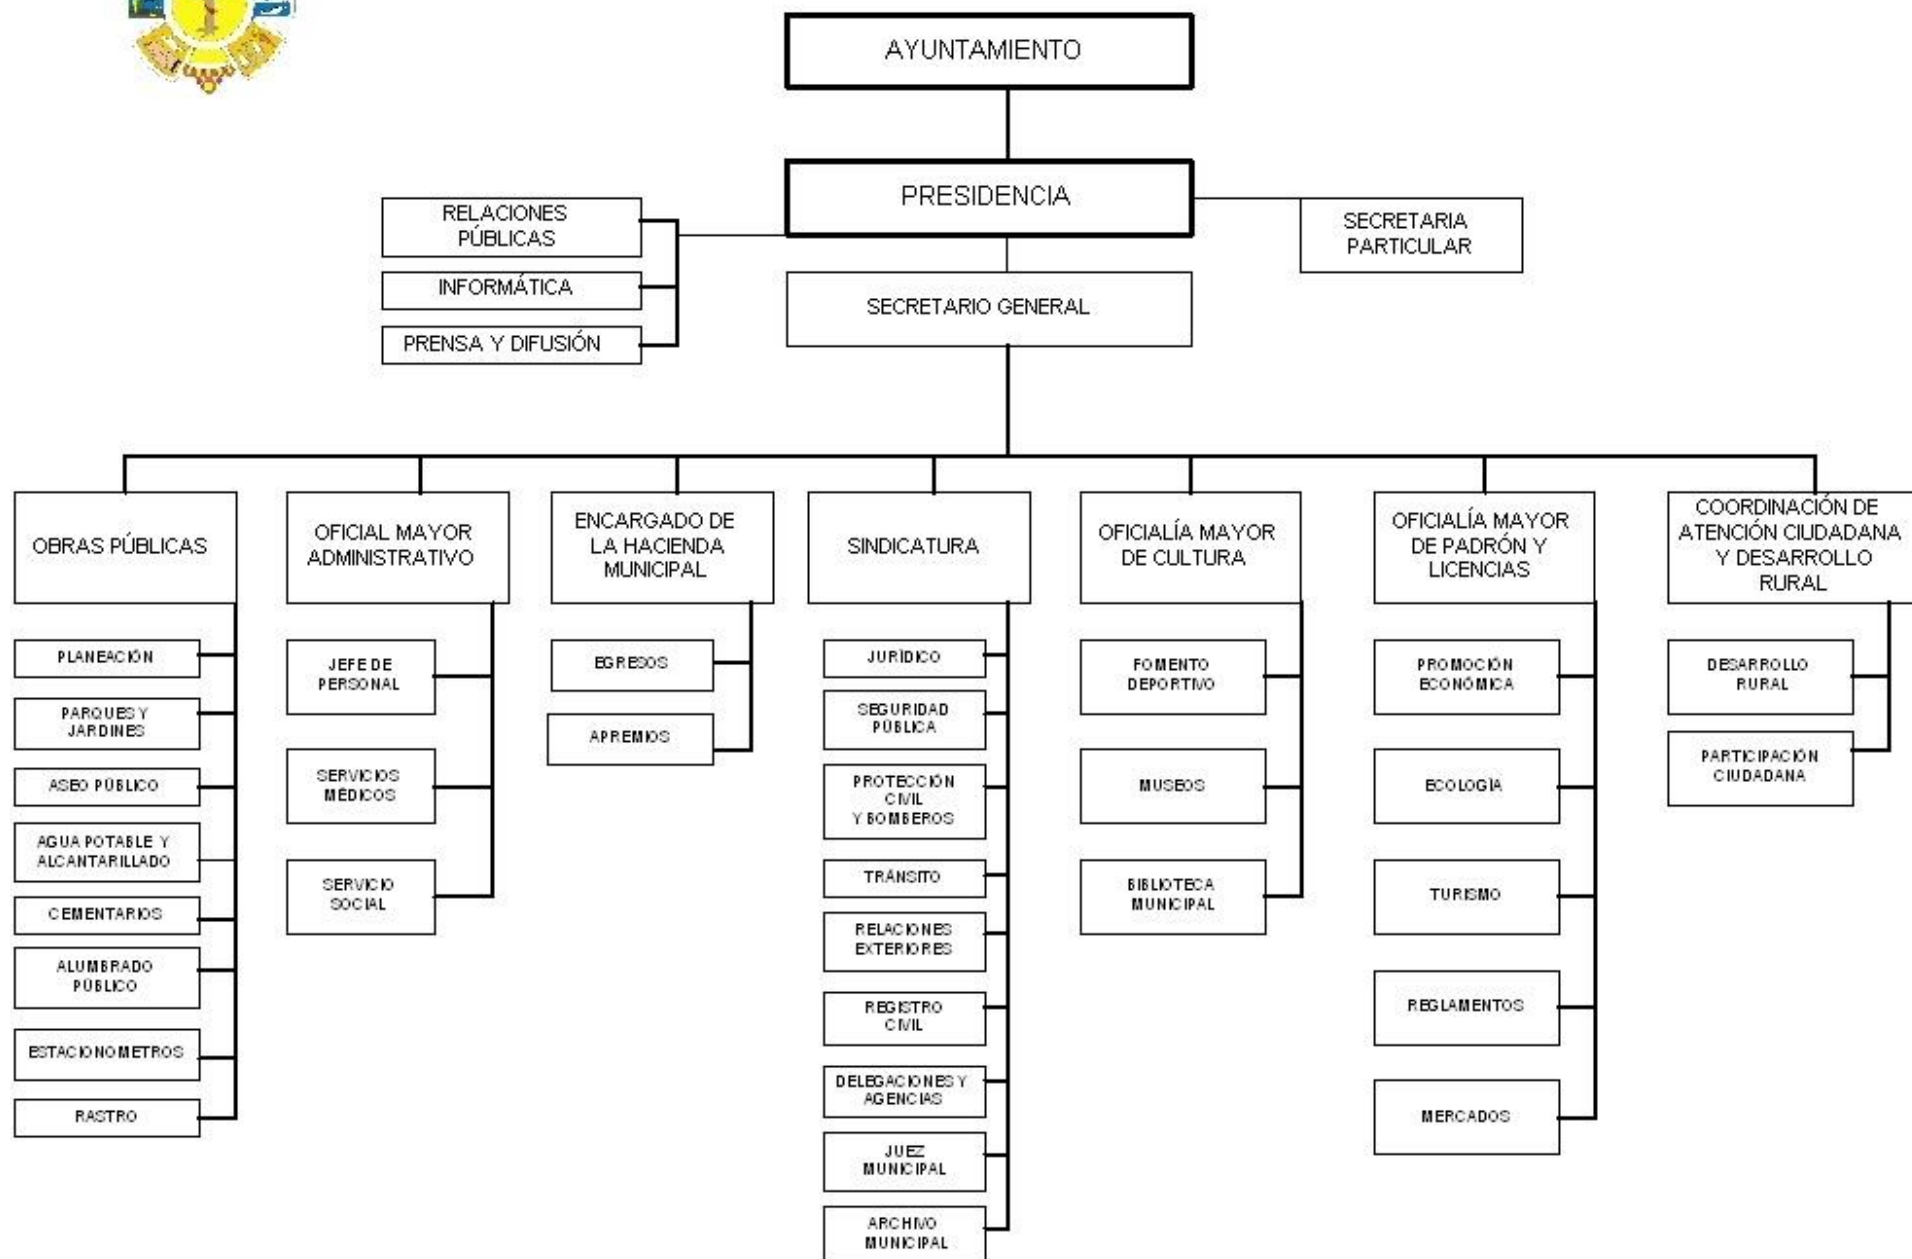 AYUNTAMIENTO
PRESIDENCIA
RELACIONES
PÚBLICAS
INFORMÁTICA
PRENSA Y DIFUSIÓN
SECRETARIA
PARTICULAR
SECRETARIO GENERAL
OBRAS PÚBLICAS
PLANEACIÓN
PARQUES Y
JARDINES
ASEO PÚBLICO
AGUA POTABLE Y
ALCANTARILLADO
CEMENTARIOS
ALUMBRADO
PÚBLICO
ESTACIONOMETROS
RASTRO
OFICIAL MAYOR
ADMINISTRATIVO
JEFE DE
PERSONAL
SERVICIOS
MÉDICOS
SERVICIO
SOCIAL
ENCARGADO DE
LA HACIENDA
MUNICIPAL
EGRESOS
APREMIOS
SINDICATURA
JURÍDICO
SEGURIDAD
PÚBLICA
PROTECCIÓN
CIVIL
Y BOMBEROS
TRÁNSITO
RELACIONES
EXTERIORES
REGISTRO
CIVIL
DELEGACIONES Y
AGENCIAS
JUEZ
MUNICIPAL
ARCHIVO
MUNICIPAL
OFICIALÍA MAYOR
DE CULTURA
FOMENTO
DEPORTIVO
MUSEOS
BIBLIOTECA
MUNICIPAL
OFICIALÍA MAYOR
DE PADRÓN Y
LICENCIAS
PROMOCIÓN
ECONÓMICA
ECOLOGÍA
TURISMO
REGLAMENTOS
MERCADOS
COORDINACIÓN DE
ATENCIÓN CIUDADANA
Y DESARROLLO
RURAL
DESARROLLO
RURAL
PARTICIPACIÓN
CIUDADANA